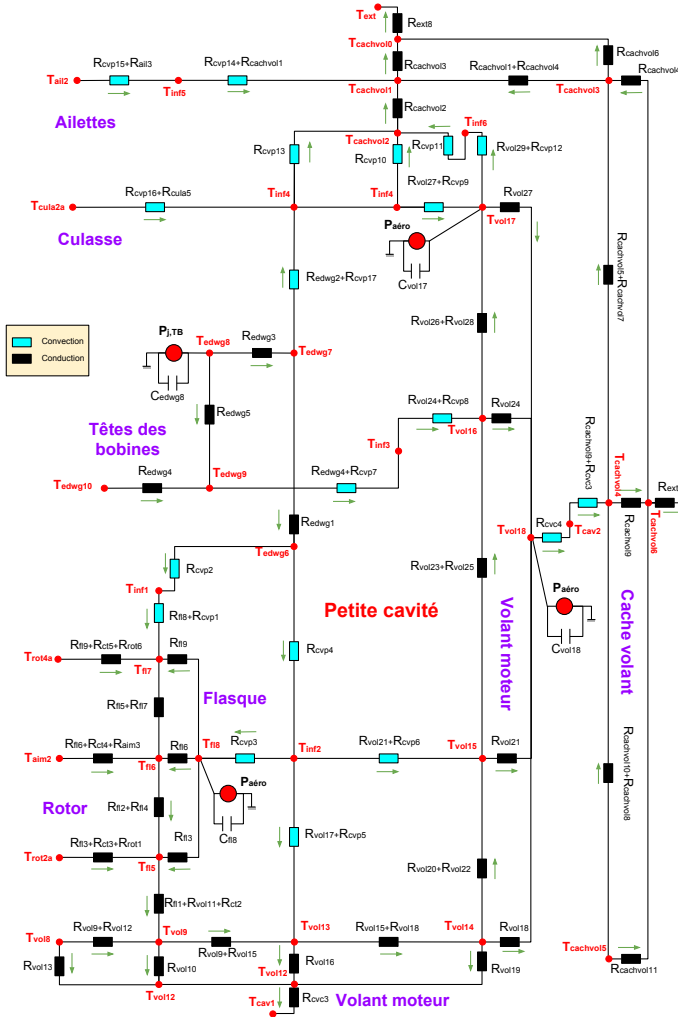 Text
Rext8
Tcachvol0
Rcachvol6
Rcvp15+Rail3
Rcvp14+Rcachvol1
Rcachvol3
Rcachvol1+Rcachvol4
Rcachvol4
Tail2
Tinf5
Tcachvol1
Tcachvol3
Ailettes
Rcachvol2
Tcachvol2
Tinf6
Rcvp13
Rcvp10
Rcvp11
Rvol29+Rcvp12
Rcvp16+Rcula5
Tinf4
Tinf4
Rvol27+Rcvp9
Rvol27
Tcula2a
Tvol17
Culasse
Paéro
Cvol17
Redwg2+Rcvp17
Rcachvol5+R
cachvol7
Rvol26+Rvol28
Convection
Conduction
Pj,TB
Tedwg8
Redwg3
Tedwg7
Cedwg8
Redwg5
Rvol24+Rcvp8
Rvol24
Têtes des
bobines
Tinf3
Tvol16
Redwg4
Tedwg9
Redwg4+Rcvp7
Tedwg10
Rcachvol9+R
cvc3
Tcachvol4
Rext
Redwg1
Tedwg6
Tvol18
Rcvc4
Tcav2
Rcachvol9
Tcachvol6
Rcvp2
Rvol23+Rvol25
Tinf1
Rfl8+Rcvp1
Petite cavité
Volant moteur
Paéro
Cvol18
Cache volant
Rfl9+Rct5+Rrot6
Rfl9
Rcvp4
Trot4a
Tfl7
Flasque
Rfl5+Rfl7
Rfl6+Rct4+Raim3
Rfl6
Tfl8
Rcvp3
Tinf2
Rvol21+Rcvp6
Tvol15
Rvol21
Taim2
Tfl6
Rotor
Paéro
Cfl8
Rfl2+Rfl4
Rcachvol10+R
cachvol8
Rfl3+Rct3+Rrot1
Rfl3
Rvol17+Rcvp5
Trot2a
Tfl5
Rvol20+Rvol22
Rfl1+Rvol11+Rct2
Rvol9+Rvol12
Tvol8
Tvol9
Rvol9+Rvol15
Tvol13
Rvol15+Rvol18
Tvol14
Rvol18
Tcachvol5
Rvol13
Rvol10
Tvol12
Tvol12
Rvol16
Rvol19
Rcachvol11
Tcav1
Rcvc3
Volant moteur